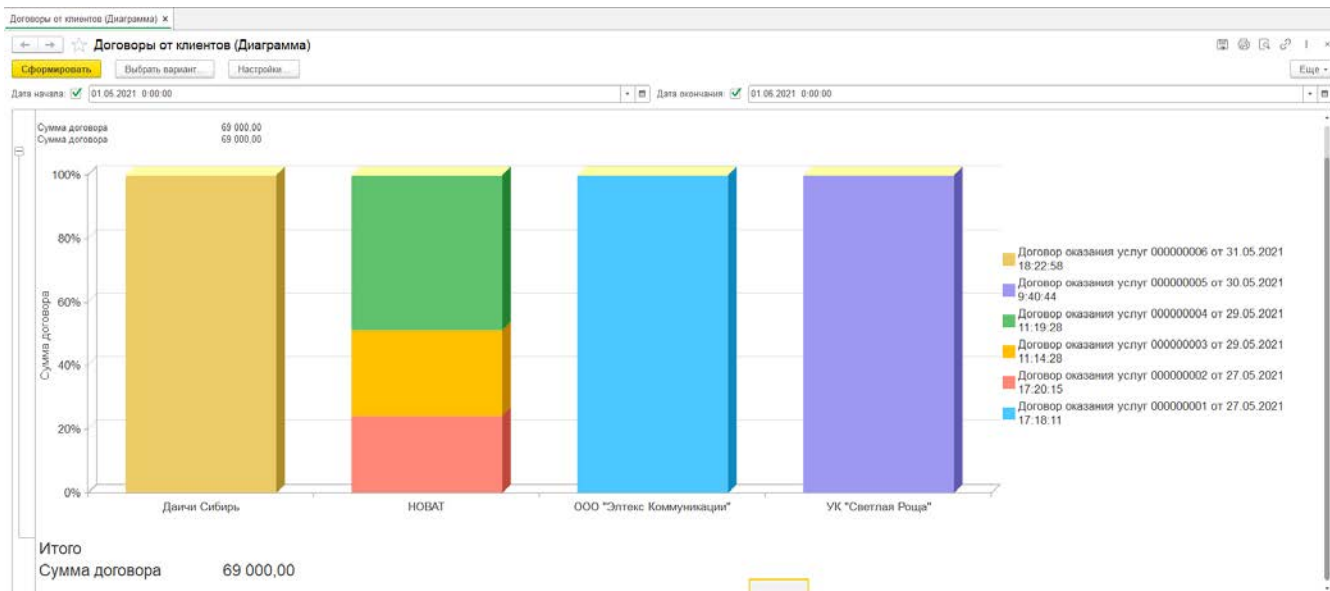 Договоры от клиентов (Диаграмма) ×
Договоры от клиентов (Диаграмма)
Сформировать Выбрать вариант... Настройки... Еще
Дата начала: 01.05.2021 0:00:00 Дата окончания: 01.06.2021 0:00:00
Сумма договора 69 000,00
Сумма договора 69 000,00
100%
80%
60%
40%
20%
0%
Сумма договора
Даичи Сибирь НОВАТ ООО "Элтекс Коммуникации" УК "Светлая Роща"
Договор оказания услуг 000000006 от 31.05.2021
18:22:58
Договор оказания услуг 000000005 от 30.05.2021
9:40:44
Договор оказания услуг 000000004 от 29.05.2021
11:19:28
Договор оказания услуг 000000003 от 29.05.2021
11:14:28
Договор оказания услуг 000000002 от 27.05.2021
17:20:15
Договор оказания услуг 000000001 от 27.05.2021
17:18:11
Итого
Сумма договора 69 000,00